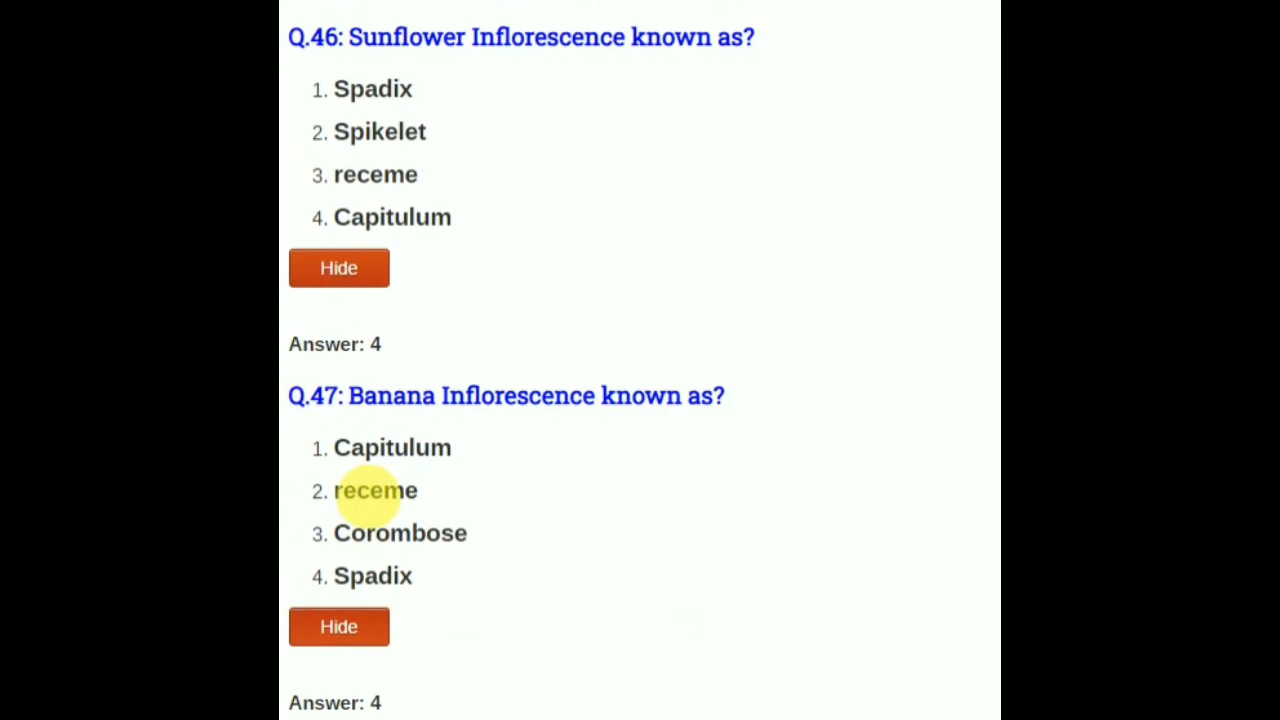 Q.46: Sunflower Inflorescence known as?
1. Spadix
2. Spikelet
3. receme
4. Capitulum
Hide
Answer: 4
Q.47: Banana Inflorescence known as?
1. Capitulum
2. receme
3. Corombose
4. Spadix
Hide
Answer: 4